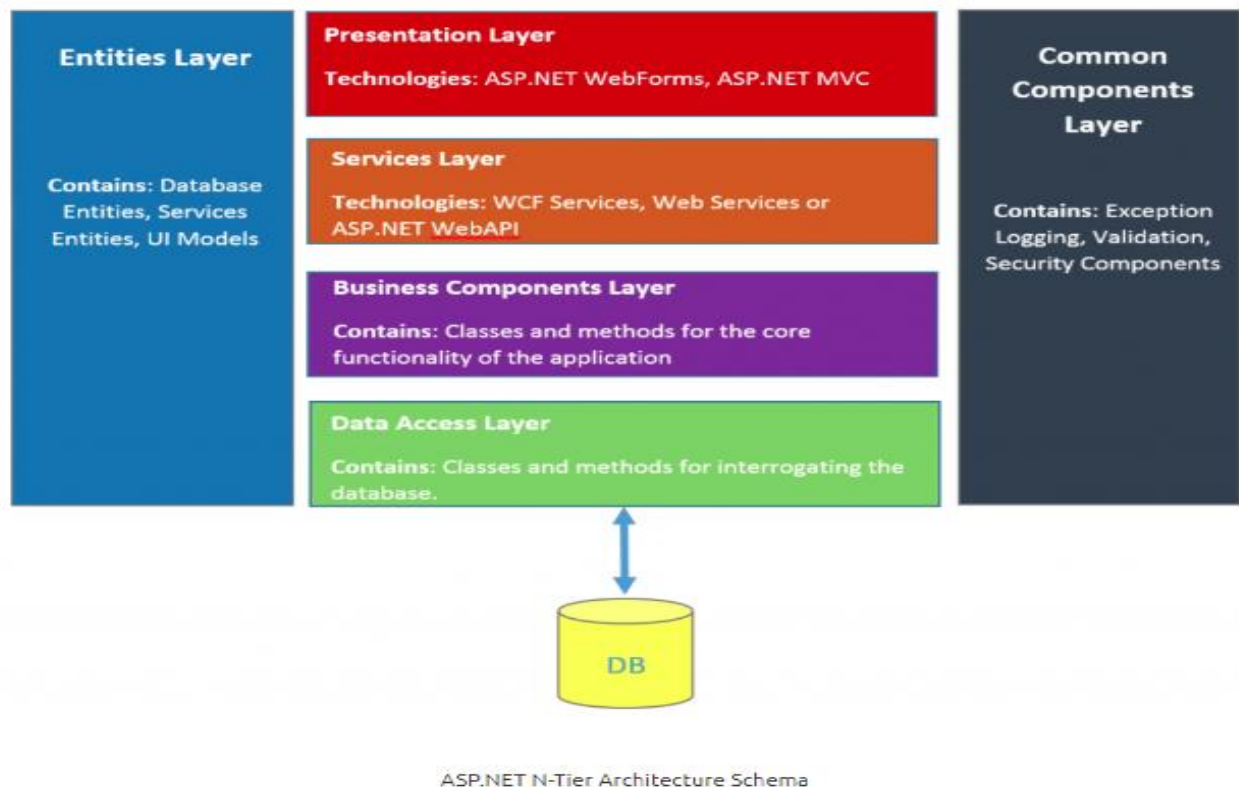 Entities Layer
Contains: Database
Entities, Services
Entities, UI Models
Presentation Layer
Technologies: ASP.NET WebForms, ASP.NET MVC
Services Layer
Technologies: WCF Services, Web Services or
ASP.NET WebAPI
Business Components Layer
Contains: Classes and methods for the core
functionality of the application
Data Access Layer
Contains: Classes and methods for interrogating the
database.
Common
Components
Layer
Contains: Exception
Logging, Validation,
Security Components
DB
ASP.NET N-Tier Architecture Schema